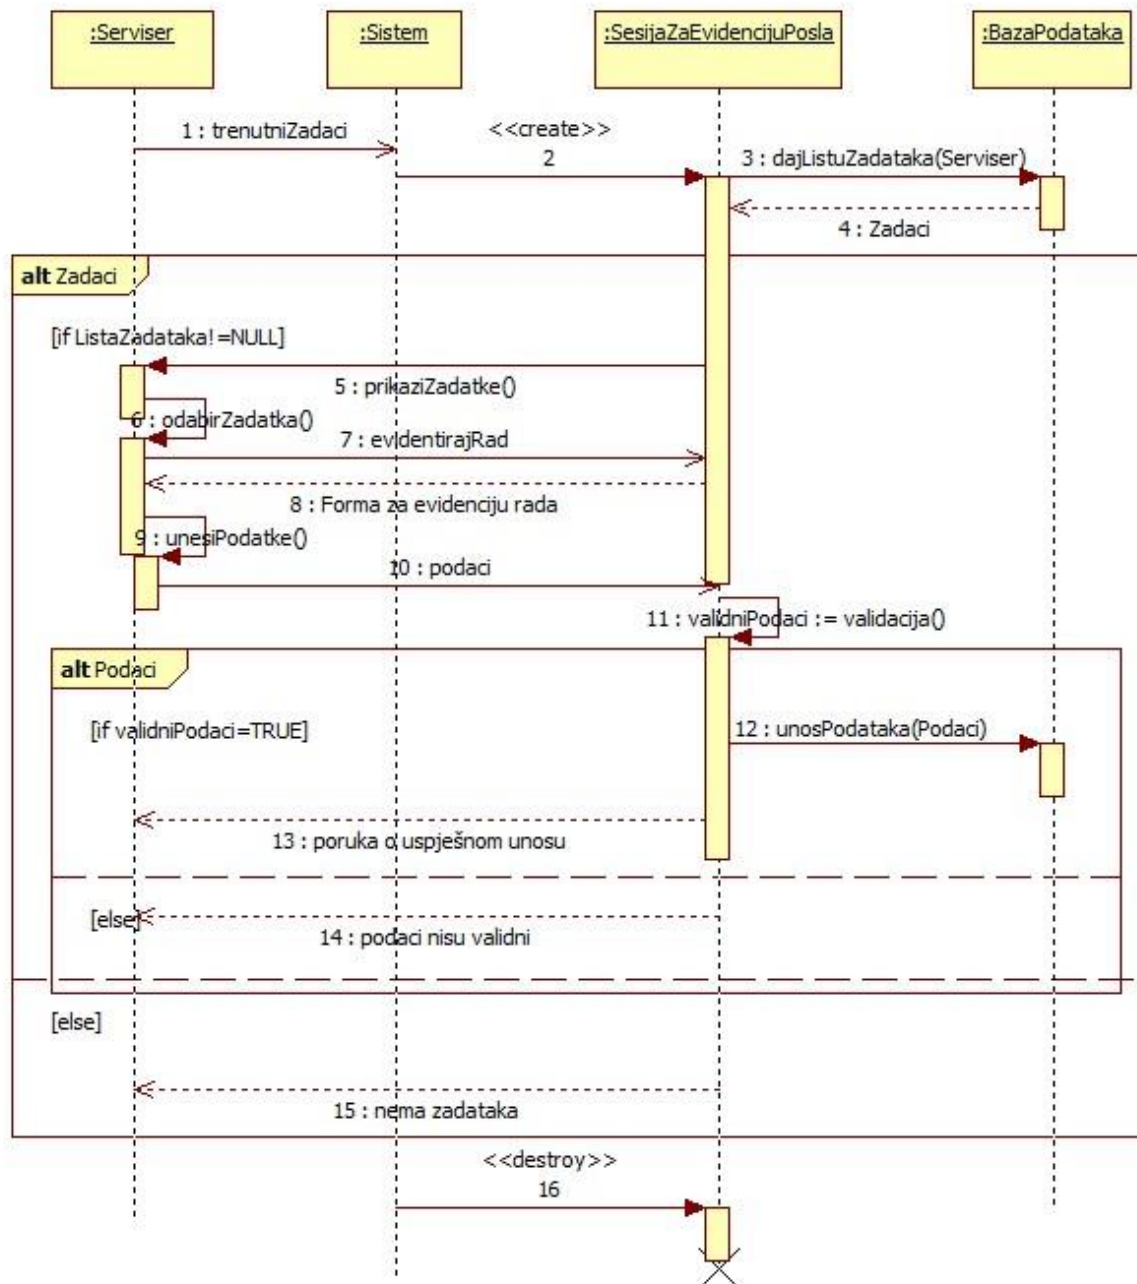 :Serviser
:Sistem
:SesijaZaEvidencijuPosla
:BazaPodataka
1 : trenutniZadaci
<<create>>
2
3 : dajListuZadataka(Serviser)
4 : Zadaci
alt Zadaci
[if ListaZadataka!=NULL]
5 : prikaziZadatke()
6 : odabirZadatka()
7 : evidentirajRad
8 : Forma za evidenciju rada
9 : unesiPodatke()
10 : podaci
11 : validniPodaci := validacija()
alt Podaci
[if validniPodaci=TRUE]
12 : unosPodataka(Podaci)
13 : poruka o uspješnom unosu
[else]
14 : podaci nisu validni
[else]
15 : nema zadataka
<<destroy>>
16